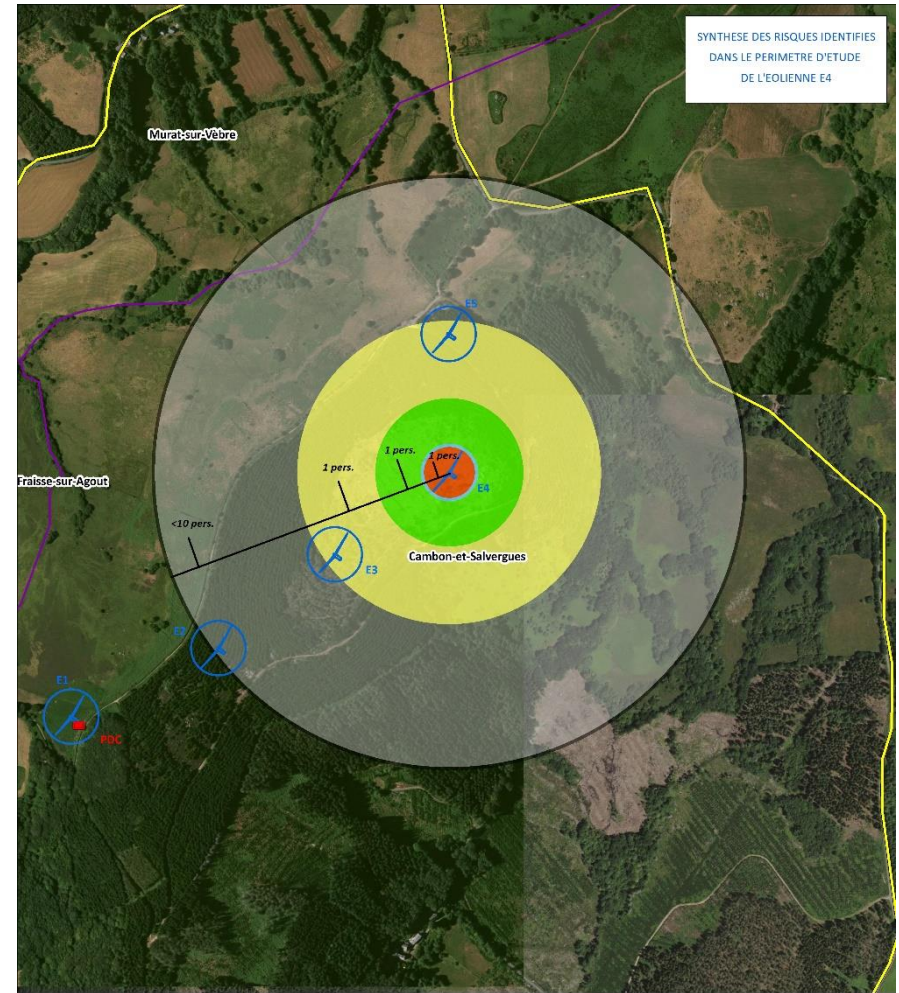 SYNTHESE DES RISQUES IDENTIFIES
DANS LE PERIMETRE D'ETUDE
DE L'EOLIENNE E4
Murat-sur-Vèbre
E5
1 pers.
1 pers.
1 pers.
Fraisse-sur-Agout
E4
<10 pers.
Cambon-et-Salvergues
E3
E2
E1
PDC